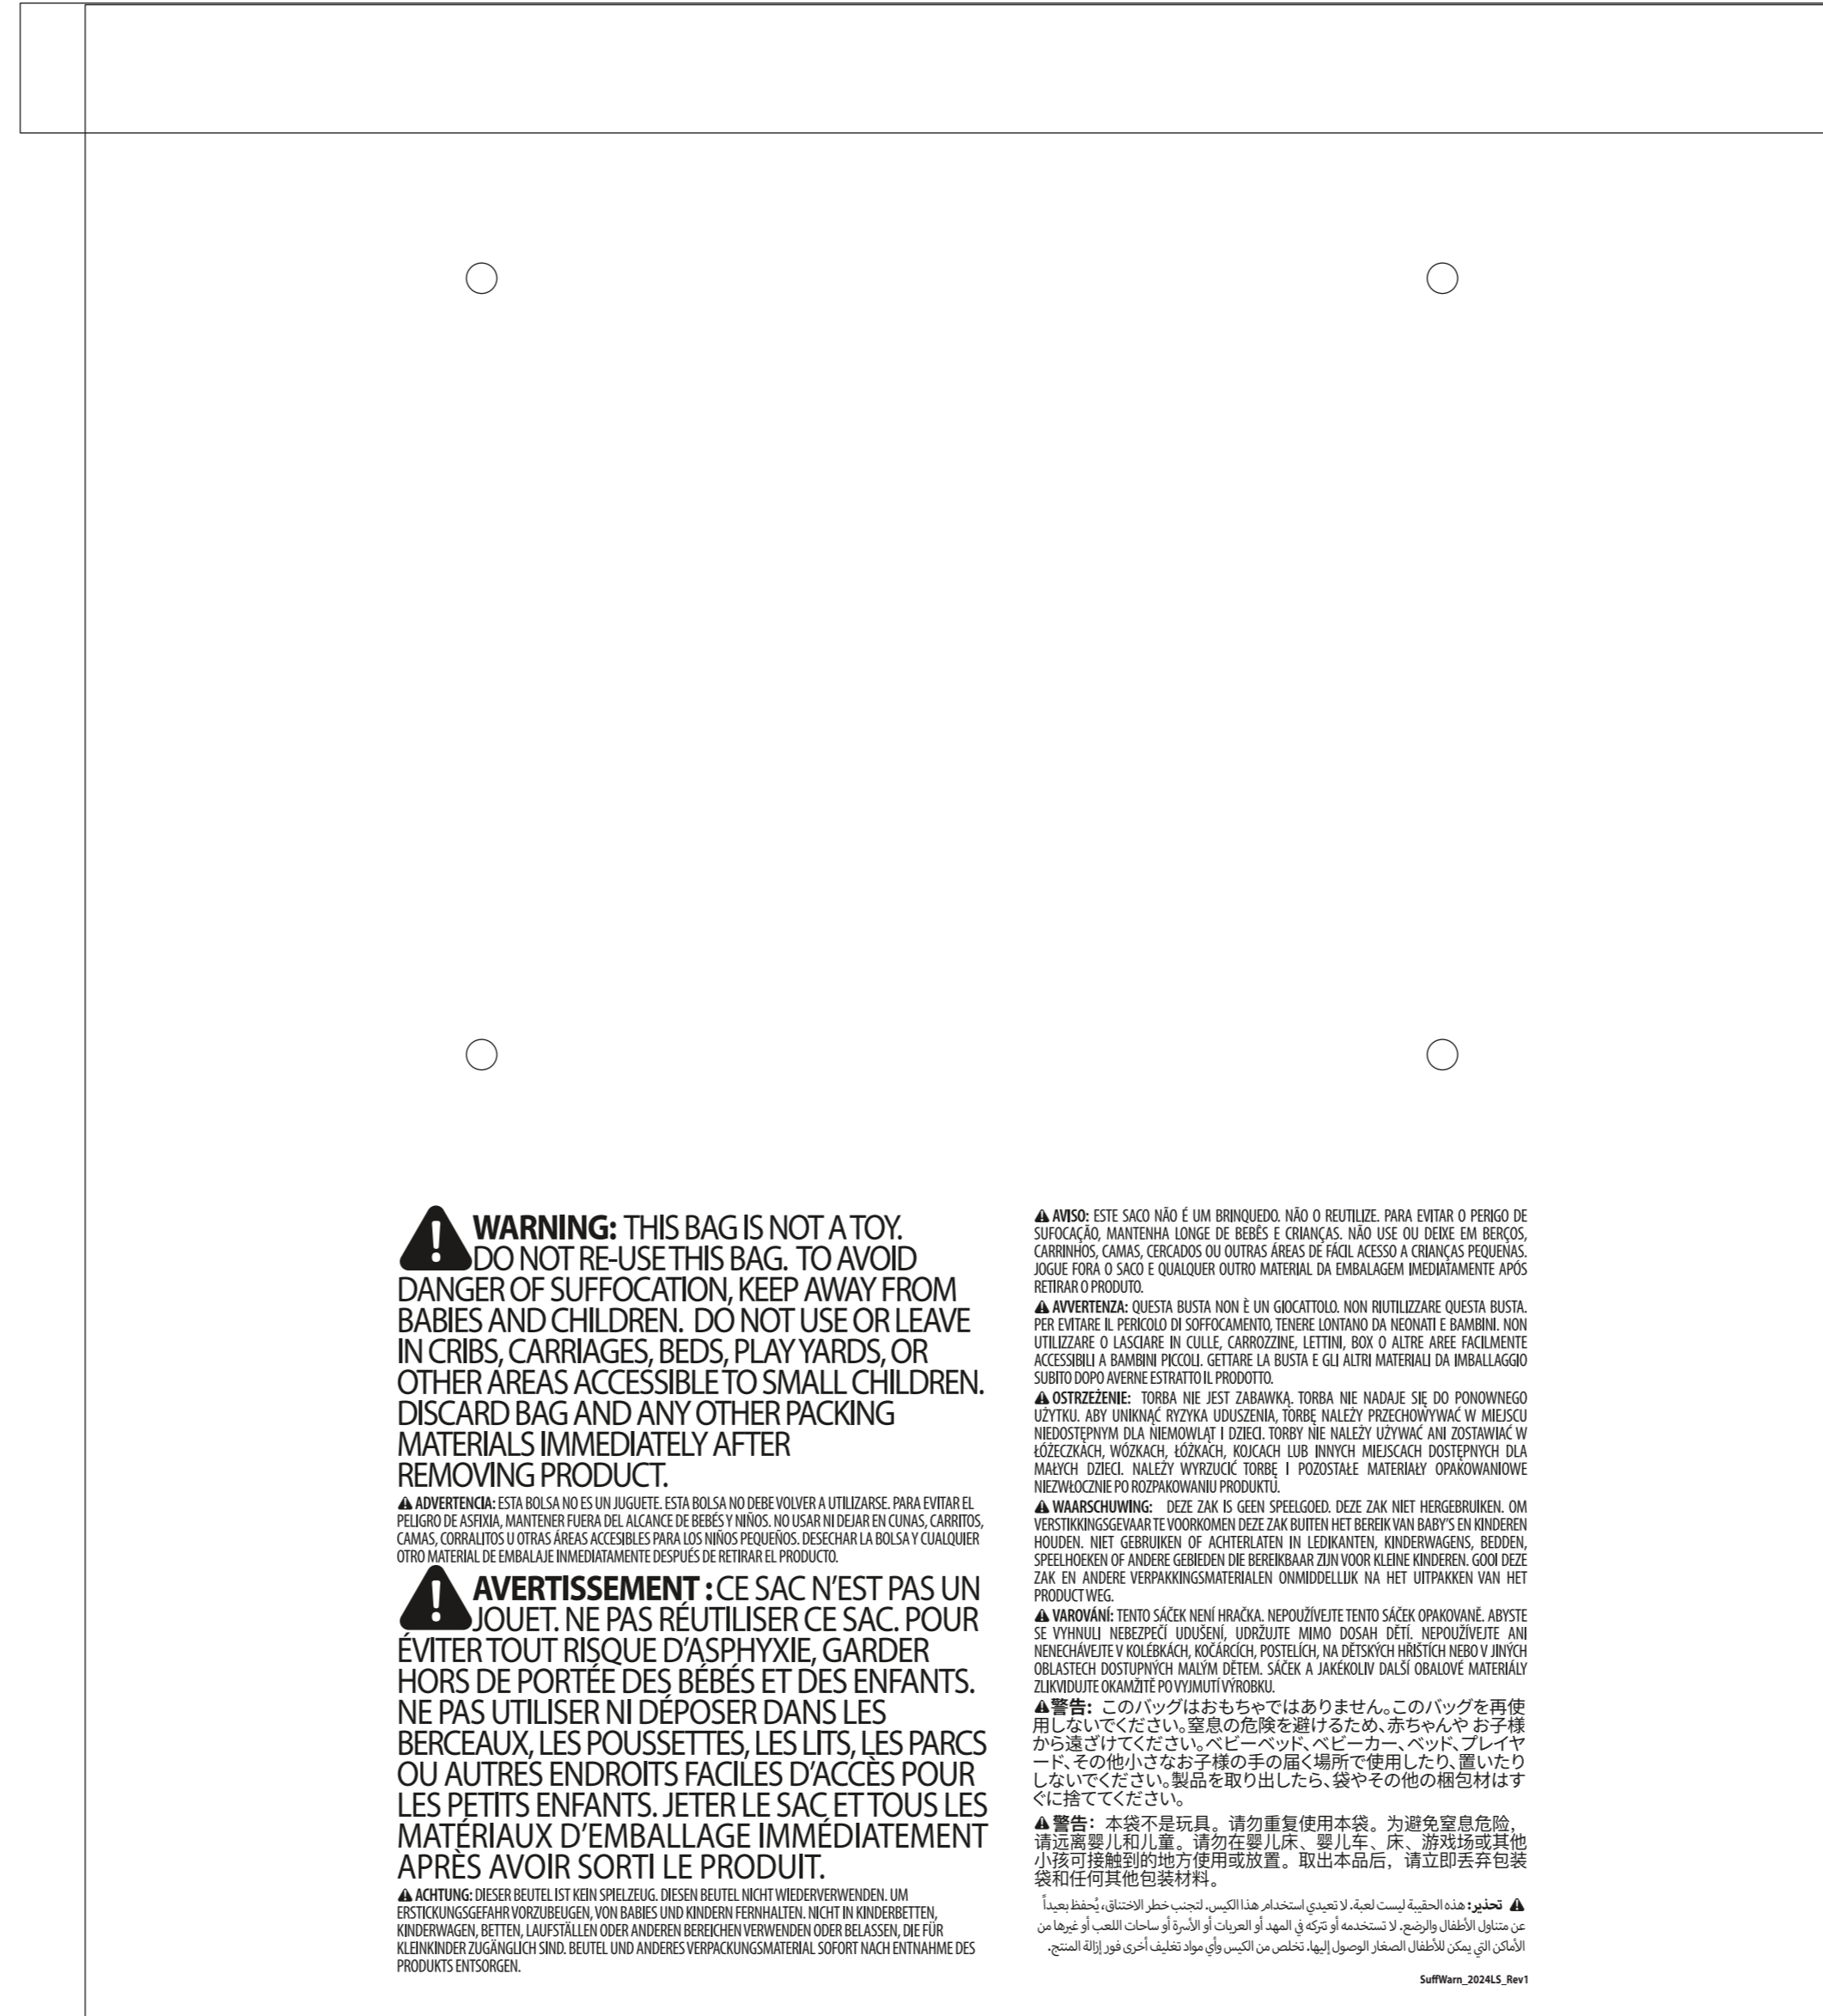 WARNING: THIS BAG IS NOT A TOY.
DO NOT RE-USE THIS BAG. TO AVOID
DANGER OF SUFFOCATION, KEEP AWAY FROM
BABIES AND CHILDREN. DO NOT USE OR LEAVE
IN CRIBS, CARRIAGES, BEDS, PLAY YARDS, OR
OTHER AREAS ACCESSIBLE TO SMALL CHILDREN.
DISCARD BAG AND ANY OTHER PACKING
MATERIALS IMMEDIATELY AFTER
REMOVING PRODUCT.
ADVERTENCIA: ESTA BOLSA NO ES UN JUGUETE. ESTA BOLSA NO DEBE VOLVER A UTILIZARSE. PARA EVITAR EL
PELIGRO DE ASFIXIA, MANTENER FUERA DEL ALCANCE DE BEBÉS Y NIÑOS. NO USAR NI DEJAR EN CUNAS, CARRITOS,
CAMAS, CORRALITOS U OTRAS ÁREAS ACCESIBLES PARA LOS NIÑOS PEQUEÑOS. DESECHAR LA BOLSA Y CUALQUIER
OTRO MATERIAL DE EMBALAJE INMEDIATAMENTE DESPUÉS DE RETIRAR EL PRODUCTO.
AVERTISSEMENT : CE SAC N'EST PAS UN
JOUET. NE PAS RÉUTILISER CE SAC. POUR
ÉVITER TOUT RISQUE D'ASPHYXIE, GARDER
HORS DE PORTÉE DES BÉBÉS ET DES ENFANTS.
NE PAS UTILISER NI DÉPOSER DANS LES
BERCEAUX, LES POUSSETTES, LES LITS, LES PARCS
OU AUTRES ENDROITS FACILES D'ACCÈS POUR
LES PETITS ENFANTS. JETER LE SAC ET TOUS LES
MATÉRIAUX D'EMBALLAGE IMMÉDIATEMENT
APRÈS AVOIR SORTI LE PRODUIT.
ACHTUNG: DIESER BEUTEL IST KEIN SPIELZEUG. DIESEN BEUTEL NICHT WIEDERVERWENDEN. UM
ERSTICKUNGSGEFAHR VORZUBEUGEN, VON BABIES UND KINDERN FERNHALTEN. NICHT IN KINDERBETTEN,
KINDERWAGEN, BETTEN, LAUFSTÄLLEN ODER ANDEREN BEREICHEN VERWENDEN ODER BELASSEN, DIE FÜR
KLEINKINDER ZUGÄNGLICH SIND. BEUTEL UND ANDERES VERPACKUNGSMATERIAL SOFORT NACH ENTNAHME DES
PRODUKTS ENTSORGEN.
AVISO: ESTE SACO NÃO É UM BRINQUEDO. NÃO O REUTILIZE. PARA EVITAR O PERIGO DE
SUFOCAÇÃO, MANTENHA LONGE DE BEBÊS E CRIANÇAS. NÃO USE OU DEIXE EM BERÇOS,
CARRINHOS, CAMAS, CERCADOS OU OUTRAS ÁREAS DE FÁCIL ACESSO A CRIANÇAS PEQUENAS.
JOGUE FORA O SACO E QUALQUER OUTRO MATERIAL DA EMBALAGEM IMEDIATAMENTE APÓS
RETIRAR O PRODUTO.
AVVERTENZA: QUESTA BUSTA NON È UN GIOCATTOLO. NON RIUTILIZZARE QUESTA BUSTA.
PER EVITARE IL PERICOLO DI SOFFOCAMENTO, TENERE LONTANO DA NEONATI E BAMBINI. NON
UTILIZZARE O LASCIARE IN CULLE, CARROZZINE, LETTINI, BOX O ALTRE AREE FACILMENTE
ACCESSIBILI A BAMBINI PICCOLI. GETTARE LA BUSTA E GLI ALTRI MATERIALI DA IMBALLAGGIO
SUBITO DOPO AVERNE ESTRATTO IL PRODOTTO.
OSTRZEŻENIE: TORBA NIE JEST ZABAWKĄ. TORBA NIE NADAJE SIĘ DO PONOWNEGO
UŻYTKU. ABY UNIKNĄĆ RYZYKA UDUSZENIA, TORBĘ NALEŻY PRZECHOWYWAĆ W MIEJSCU
NIEDOSTĘPNYM DLA NIEMOWLĄT I DZIECI. TORBY NIE NALEŻY UŻYWAĆ ANI ZOSTAWIAĆ W
ŁÓŻECZKACH, WÓZKACH, ŁÓŻKACH, KOJCACH LUB INNYCH MIEJSCACH DOSTĘPNYCH DLA
MAŁYCH DZIECI. NALEŻY WYRZUCIĆ TORBĘ I POZOSTAŁE MATERIAŁY OPAKOWANIOWE
NIEZWŁOCZNIE PO ROZPAKOWANIU PRODUKTU.
WAARSCHUWING: DEZE ZAK IS GEEN SPEELGOED. DEZE ZAK NIET HERGEBRUIKEN. OM
VERSTIKKINGSGEVAAR TE VOORKOMEN DEZE ZAK BUITEN HET BEREIK VAN BABY'S EN KINDEREN
HOUDEN. NIET GEBRUIKEN OF ACHTERLATEN IN LEDIKANTEN, KINDERWAGENS, BEDDEN,
SPEELHOEKEN OF ANDERE GEBIEDEN DIE BEREIKBAAR ZIJN VOOR KLEINE KINDEREN. GOOI DEZE
ZAK EN ANDERE VERPAKKINGSMATERIALEN ONMIDDELLIJK NA HET UITPAKKEN VAN HET
PRODUCT WEG.
VAROVÁNÍ: TENTO SÁČEK NENÍ HRAČKA. NEPOUŽÍVEJTE TENTO SÁČEK OPAKOVANĚ. ABYSTE
SE VYHNULI NEBEZPEČÍ UDUŠENÍ, UDRŽUJTE MIMO DOSAH DĚTÍ. NEPOUŽÍVEJTE ANI
NENECHÁVEJTE V KOLÉBKÁCH, KOČÁRCÍCH, POSTELÍCH, NA DĚTSKÝCH HŘIŠTÍCH NEBO V JINÝCH
OBLASTECH DOSTUPNÝCH MALÝM DĚTEM. SÁČEK A JAKÉKOLIV DALŠÍ OBALOVÉ MATERIÁLY
ZLIKVIDUJTE OKAMŽITĚ PO VYJMUTÍ VÝROBKU.
警告: このバッグはおもちゃではありません。このバッグを再使
用しないでください。窒息の危険を避けるため、赤ちゃんや お子様
から遠ざけてください。ベビーベッド、ベビーカー、ベッド、プレイヤ
ード、その他小さなお子様の手の届く場所で使用したり、置いたり
しないでください。製品を取り出したら、袋やその他の梱包材はす
ぐに捨ててください。
警告：本袋不是玩具。请勿重复使用本袋。为避免窒息危险，
请远离婴儿和儿童。请勿在婴儿床、婴儿车、床、游戏场或其他
小孩可接触到的地方使用或放置。取出本品后，请立即丢弃包装
袋和任何其他包装材料。
تحذير: هذه الحقيبة ليست لعبة. لا تعيدي استخدام هذا الكيس. لتجنب خطر الاختناق، يُحفظ بعيداً
عن متناول الأطفال والرضع. لا تستخدمه أو تتركه في المهد أو العربات أو الأسرة أو ساحات اللعب أو غيرها من
الأماكن التي يمكن للأطفال الصغار الوصول إليها. تخلص من الكيس وأي مواد تغليف أخرى فور إزالة المنتج.
SuffWarn_2024LS_Rev1